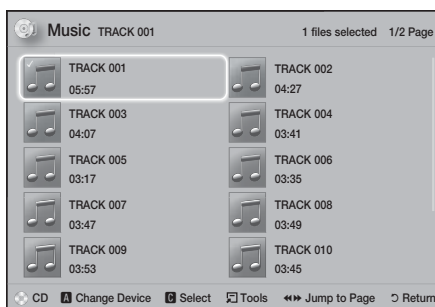 Music TRACK 001 1 files selected 1/2 Page
TRACK 001
05:57
TRACK 002
04:27
TRACK 003
04:07
TRACK 004
03:41
TRACK 005
03:17
TRACK 006
03:35
TRACK 007
03:47
TRACK 008
03:49
TRACK 009
03:53
TRACK 010
03:45
CD A Change Device C Select Tools Jump to Page Return